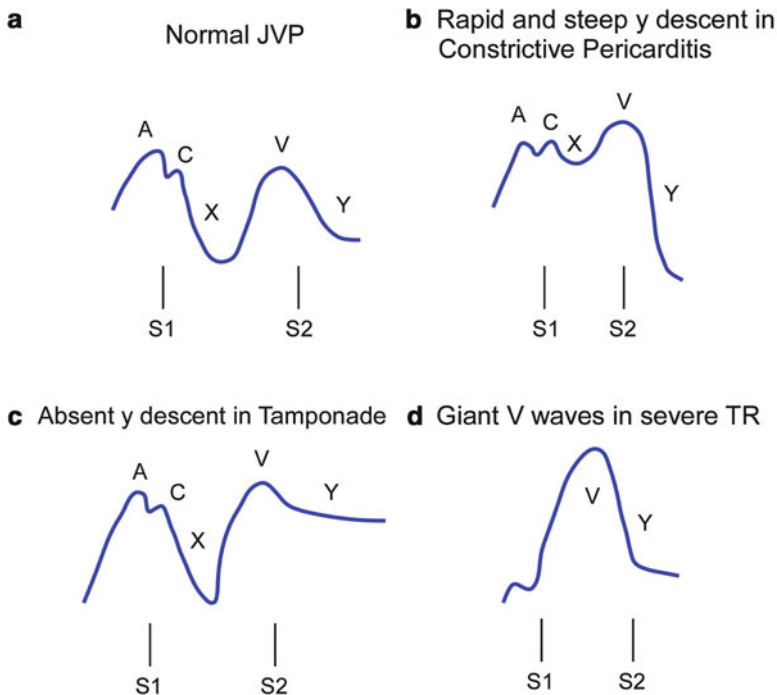 a
Normal JVP
A
C
X
V
Y
S1
S2
b Rapid and steep y descent in
Constrictive Pericarditis
A
C
X
V
Y
S1
S2
c Absent y descent in Tamponade
A
C
X
V
Y
S1
S2
d Giant V waves in severe TR
V
Y
S1
S2